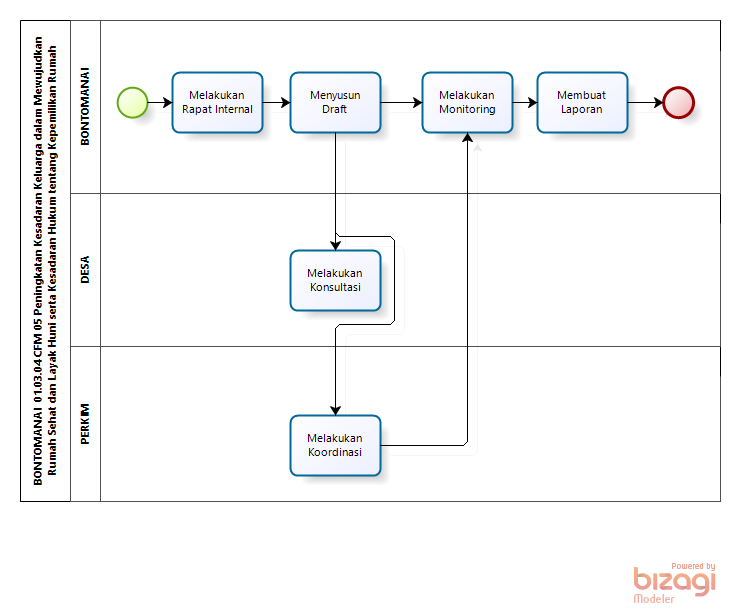 BONTOMANAI 01.03.04 CFM 05 Peningkatan Kesadaran Keluarga dalam Mewujudkan
Rumah Sehat dan Layak Huni serta Kesadaran Hukum tentang Kepemilikan Rumah
BONTOMANAI
Melakukan
Rapat Internal
Menyusun
Draft
Melakukan
Monitoring
Membuat
Laporan
DESA
Melakukan
Konsultasi
PERKIM
Melakukan
Koordinasi
Powered by
bizagi
Modeler